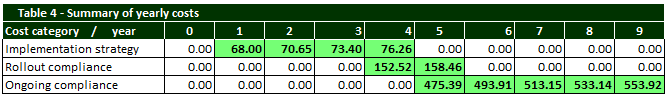 Table 4 - Summary of yearly costs
Cost category / year 0 1 2 3 4 5 6 7 8 9
Implementation strategy 0.00 68.00 70.65 73.40 76.26 0.00 0.00 0.00 0.00 0.00
Rollout compliance 0.00 0.00 0.00 0.00 152.52 158.46 0.00 0.00 0.00 0.00
Ongoing compliance 0.00 0.00 0.00 0.00 0.00 475.39 493.91 513.15 533.14 553.92